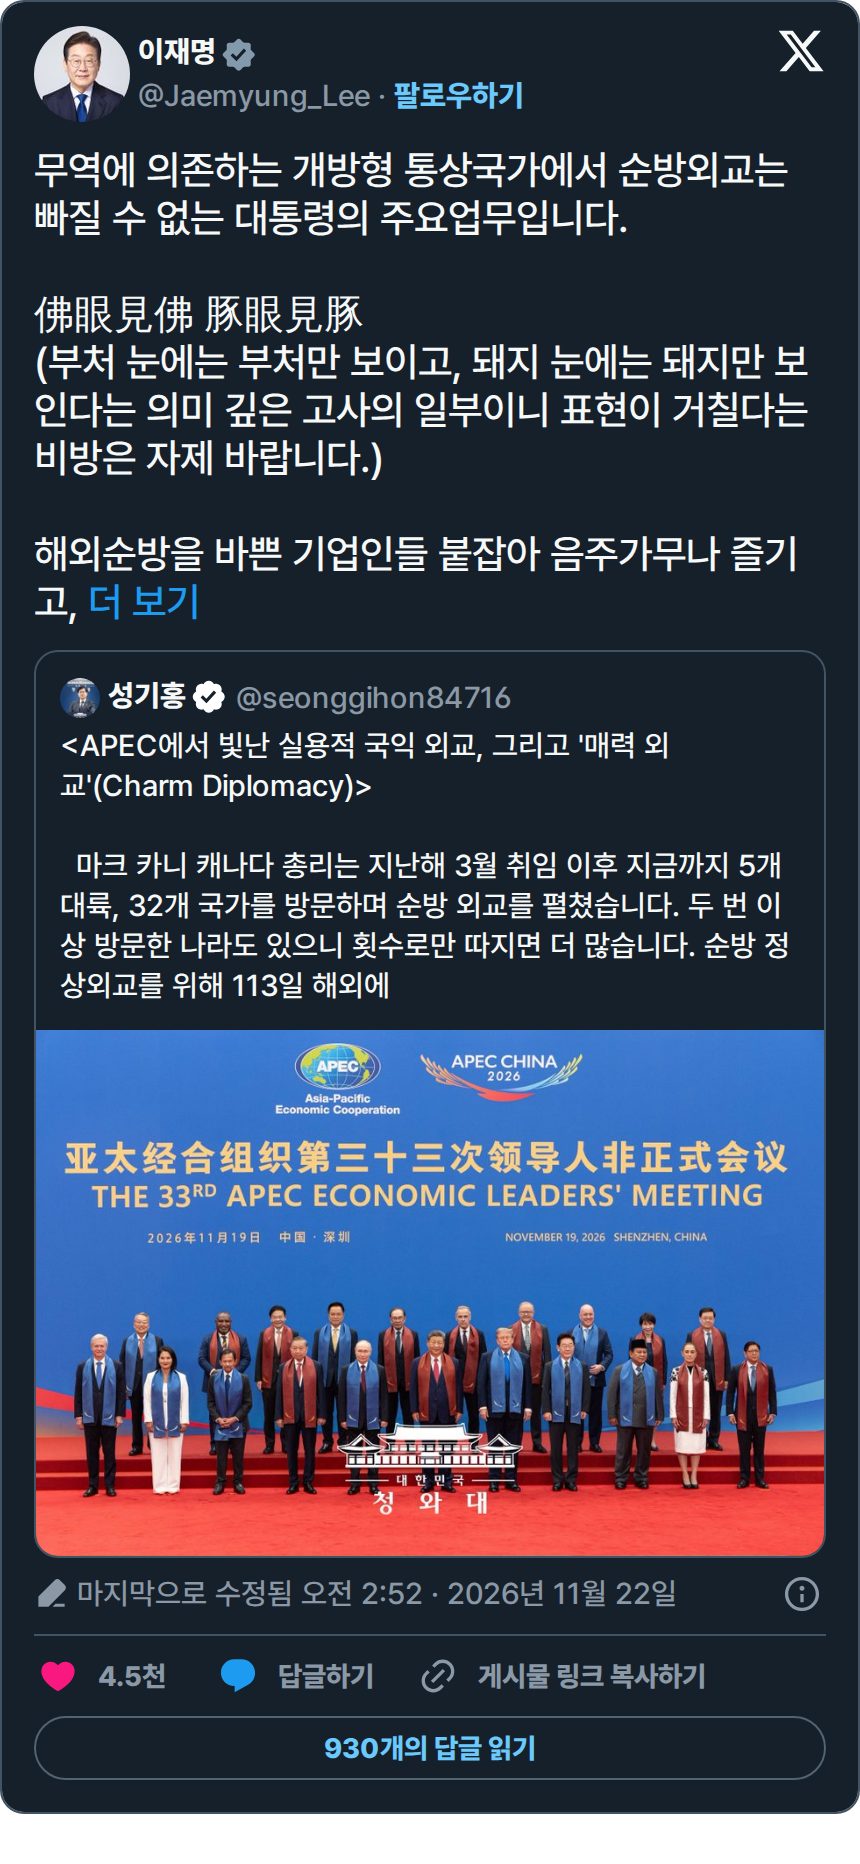 이재명
@Jaemyung_Lee · 팔로우하기
무역에 의존하는 개방형 통상국가에서 순방외교는
빠질 수 없는 대통령의 주요업무입니다.
佛眼見佛 豚眼見豚
(부처 눈에는 부처만 보이고, 돼지 눈에는 돼지만 보
인다는 의미 깊은 고사의 일부이니 표현이 거칠다는
비방은 자제 바랍니다.)
해외순방을 바쁜 기업인들 붙잡아 음주가무나 즐기
고, 더 보기
성기홍 @seonggihon84716
<APEC에서 빛난 실용적 국익 외교, 그리고 '매력 외
교'(Charm Diplomacy)>
마크 카니 캐나다 총리는 지난해 3월 취임 이후 지금까지 5개
대륙, 32개 국가를 방문하며 순방 외교를 펼쳤습니다. 두 번 이
상 방문한 나라도 있으니 횟수로만 따지면 더 많습니다. 순방 정
상외교를 위해 113일 해외에
APEC
Asia-Pacific
Economic Cooperation
APEC CHINA
2026
亚太经合组织第三十三次领导人非正式会议
THE 33RD APEC ECONOMIC LEADERS' MEETING
2026年11月19日 中国 · 深圳
NOVEMBER 19, 2026 SHENZHEN, CHINA
대한민국
청와대
마지막으로 수정됨 오전 2:52 · 2026년 11월 22일
4.5천 답글하기 게시물 링크 복사하기
930개의 답글 읽기